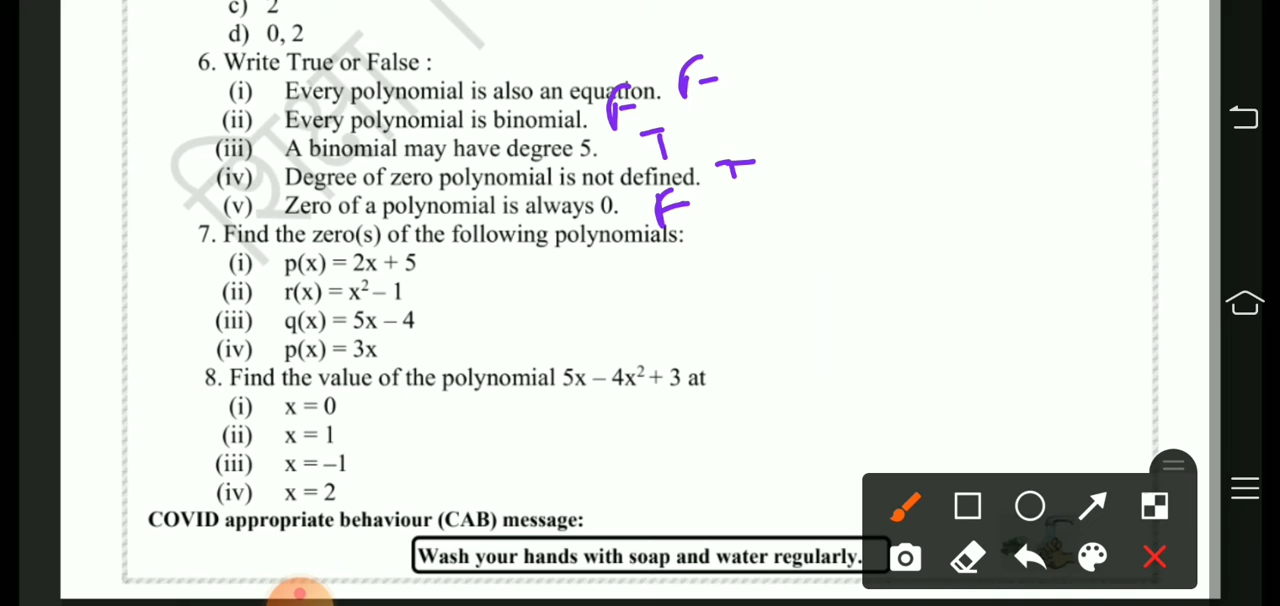 c) 2
d) 0, 2
6. Write True or False :
(i) Every polynomial is also an equation. F
(ii) Every polynomial is binomial. F
(iii) A binomial may have degree 5. T
(iv) Degree of zero polynomial is not defined. T
(v) Zero of a polynomial is always 0. F
7. Find the zero(s) of the following polynomials:
(i) p(x) = 2x + 5
(ii) r(x) = x² – 1
(iii) q(x) = 5x – 4
(iv) p(x) = 3x
8. Find the value of the polynomial 5x – 4x² + 3 at
(i) x = 0
(ii) x = 1
(iii) x = –1
(iv) x = 2
COVID appropriate behaviour (CAB) message:
Wash your hands with soap and water regularly.